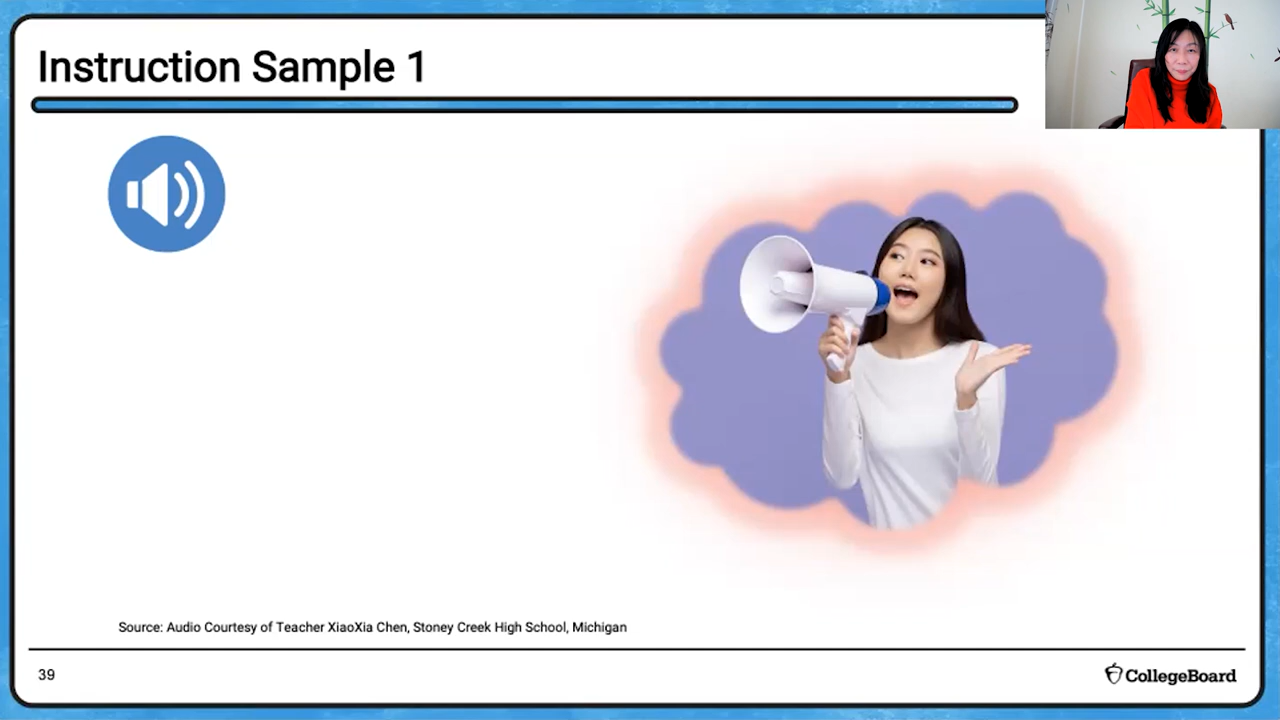 Instruction Sample 1
Source: Audio Courtesy of Teacher XiaoXia Chen, Stoney Creek High School, Michigan
39
CollegeBoard